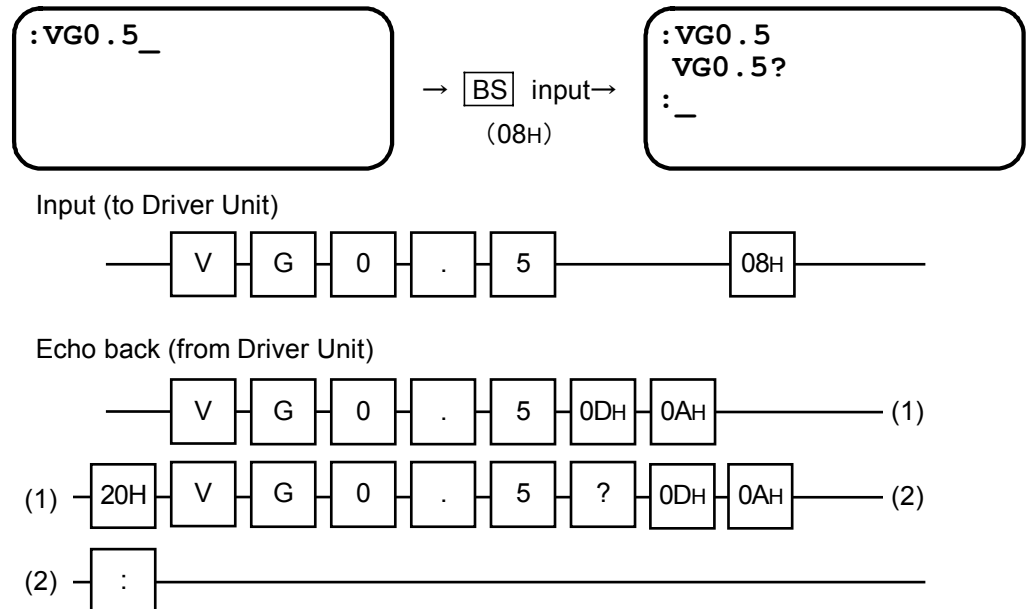 :VG0.5_
→ BS input→
(08H)
:VG0.5
VG0.5?
:_
Input (to Driver Unit)
V G 0 . 5 08H
Echo back (from Driver Unit)
V G 0 . 5 0DH 0AH (1)
(1) 20H V G 0 . 5 ? 0DH 0AH (2)
(2) :